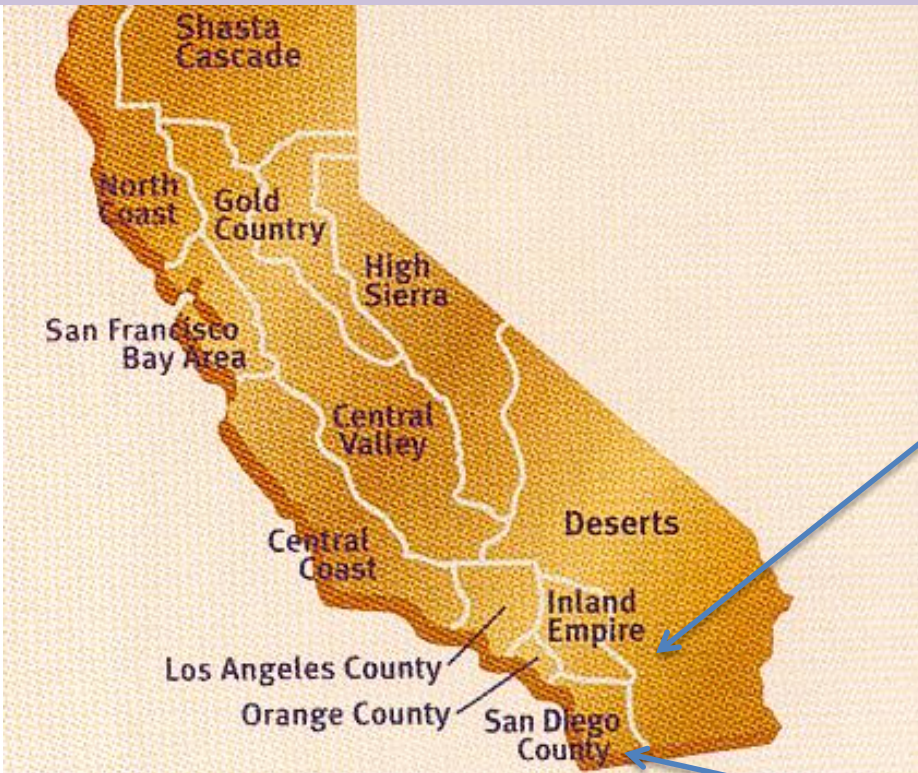 Shasta
Cascade
North
Coast
Gold
Country
High
Sierra
San Francisco
Bay Area
Central
Valley
Central
Coast
Deserts
Inland
Empire
Los Angeles County
Orange County
San Diego
County